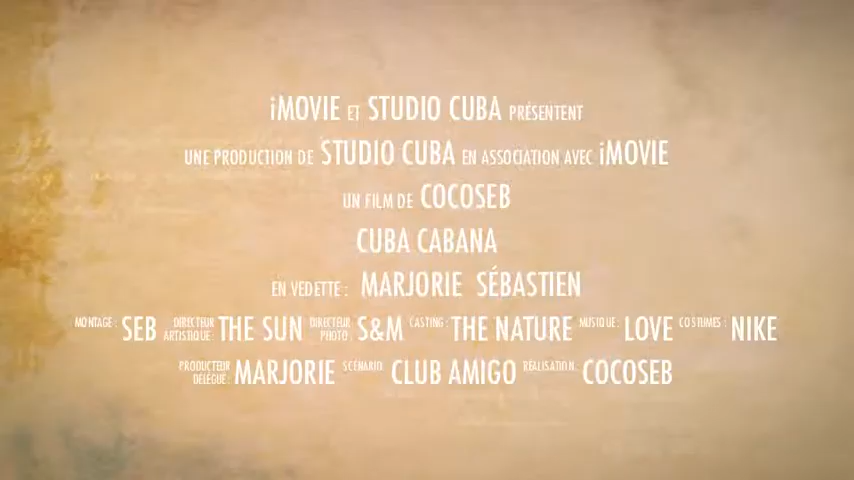 iMOVIE ET STUDIO CUBA PRÉSENTENT
UNE PRODUCTION DE STUDIO CUBA EN ASSOCIATION AVEC iMOVIE
UN FILM DE COCOSEB
CUBA CABANA
EN VEDETTE : MARJORIE SÉBASTIEN
MONTAGE : SEB DIRECTEUR ARTISTIQUE : THE SUN DIRECTEUR PHOTO : S&M CASTING : THE NATURE MUSIQUE : LOVE COSTUMES : NIKE
PRODUCTEUR DÉLÉGUÉ : MARJORIE SCÉNARIO : CLUB AMIGO RÉALISATION : COCOSEB